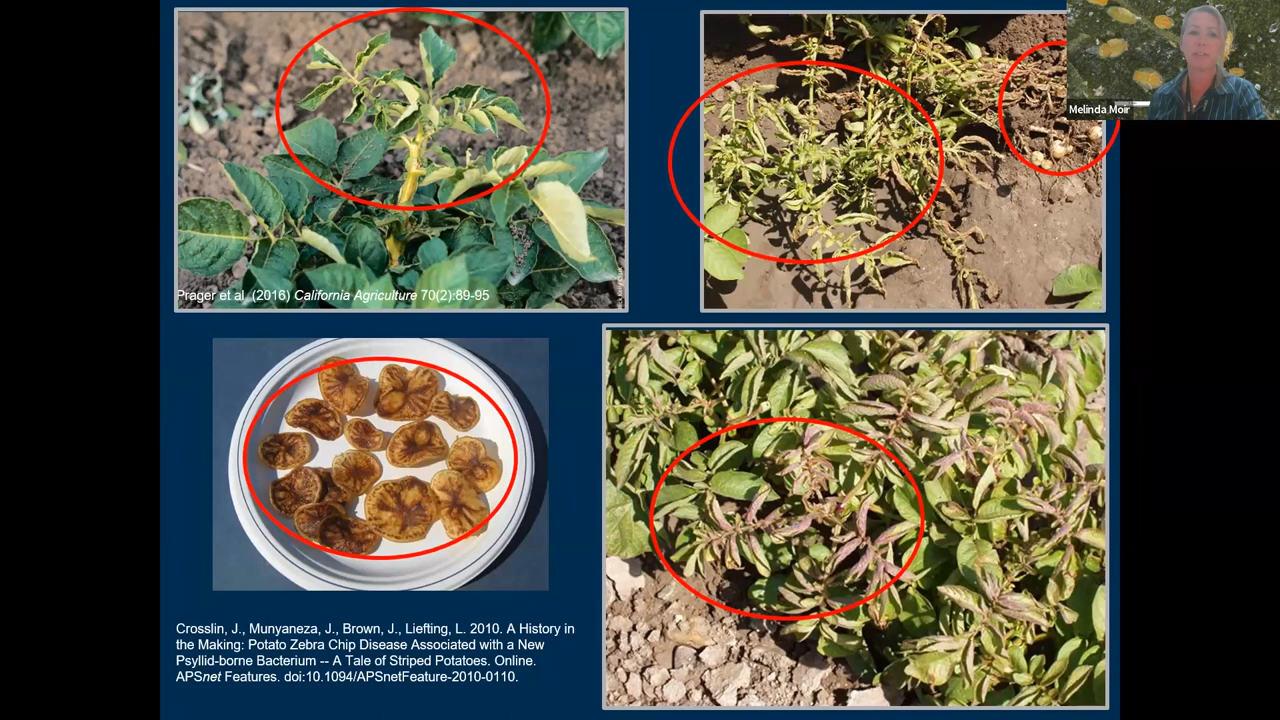 Melinda Moir
Prager et al. (2016) California Agriculture 70(2):89-95
Crosslin, J., Munyaneza, J., Brown, J., Liefting, L. 2010. A History in
the Making: Potato Zebra Chip Disease Associated with a New
Psyllid-borne Bacterium -- A Tale of Striped Potatoes. Online.
APSnet Features. doi:10.1094/APSnetFeature-2010-0110.